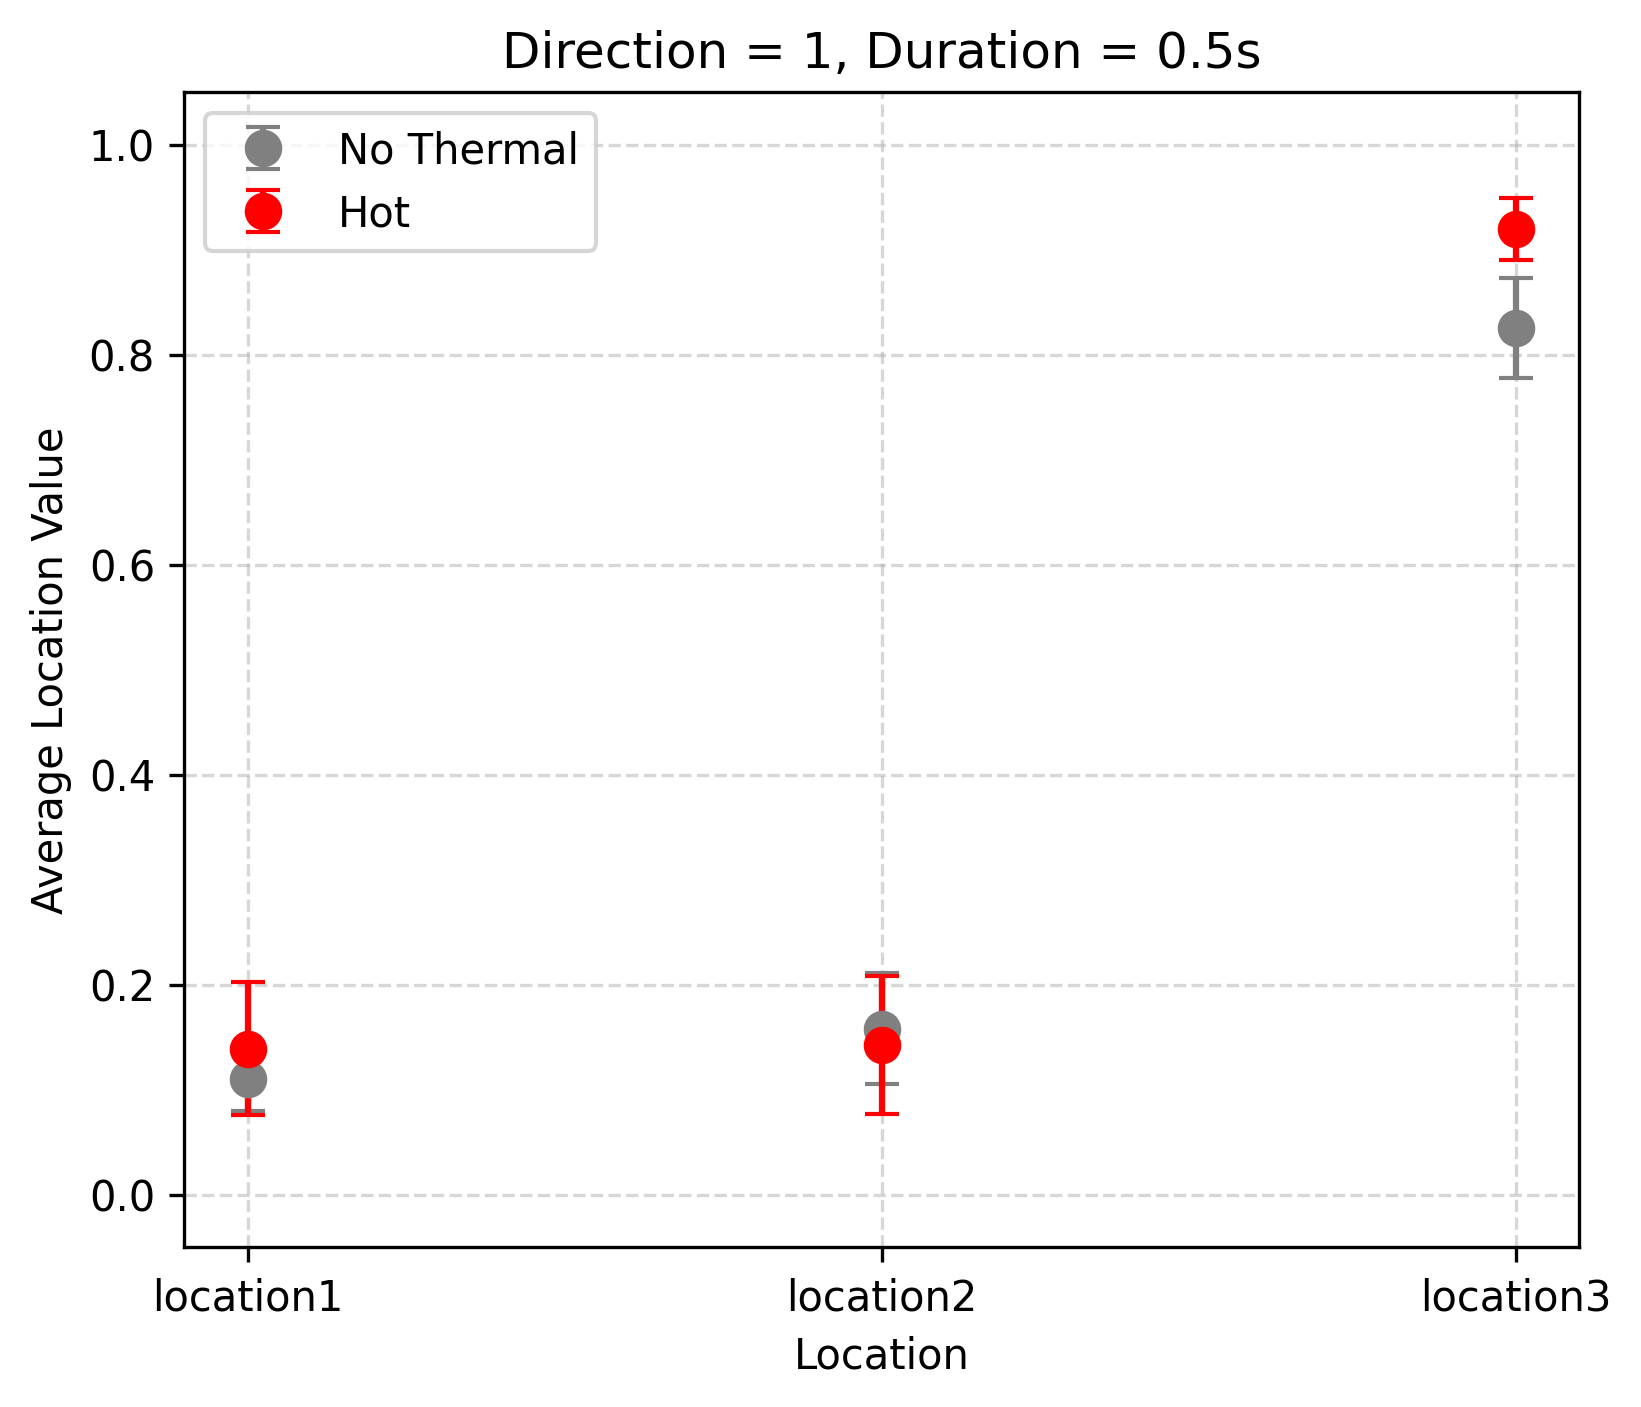 Direction = 1, Duration = 0.5s
No Thermal
Hot
1.0
0.8
0.6
0.4
0.2
0.0
Average Location Value
location1
location2
location3
Location